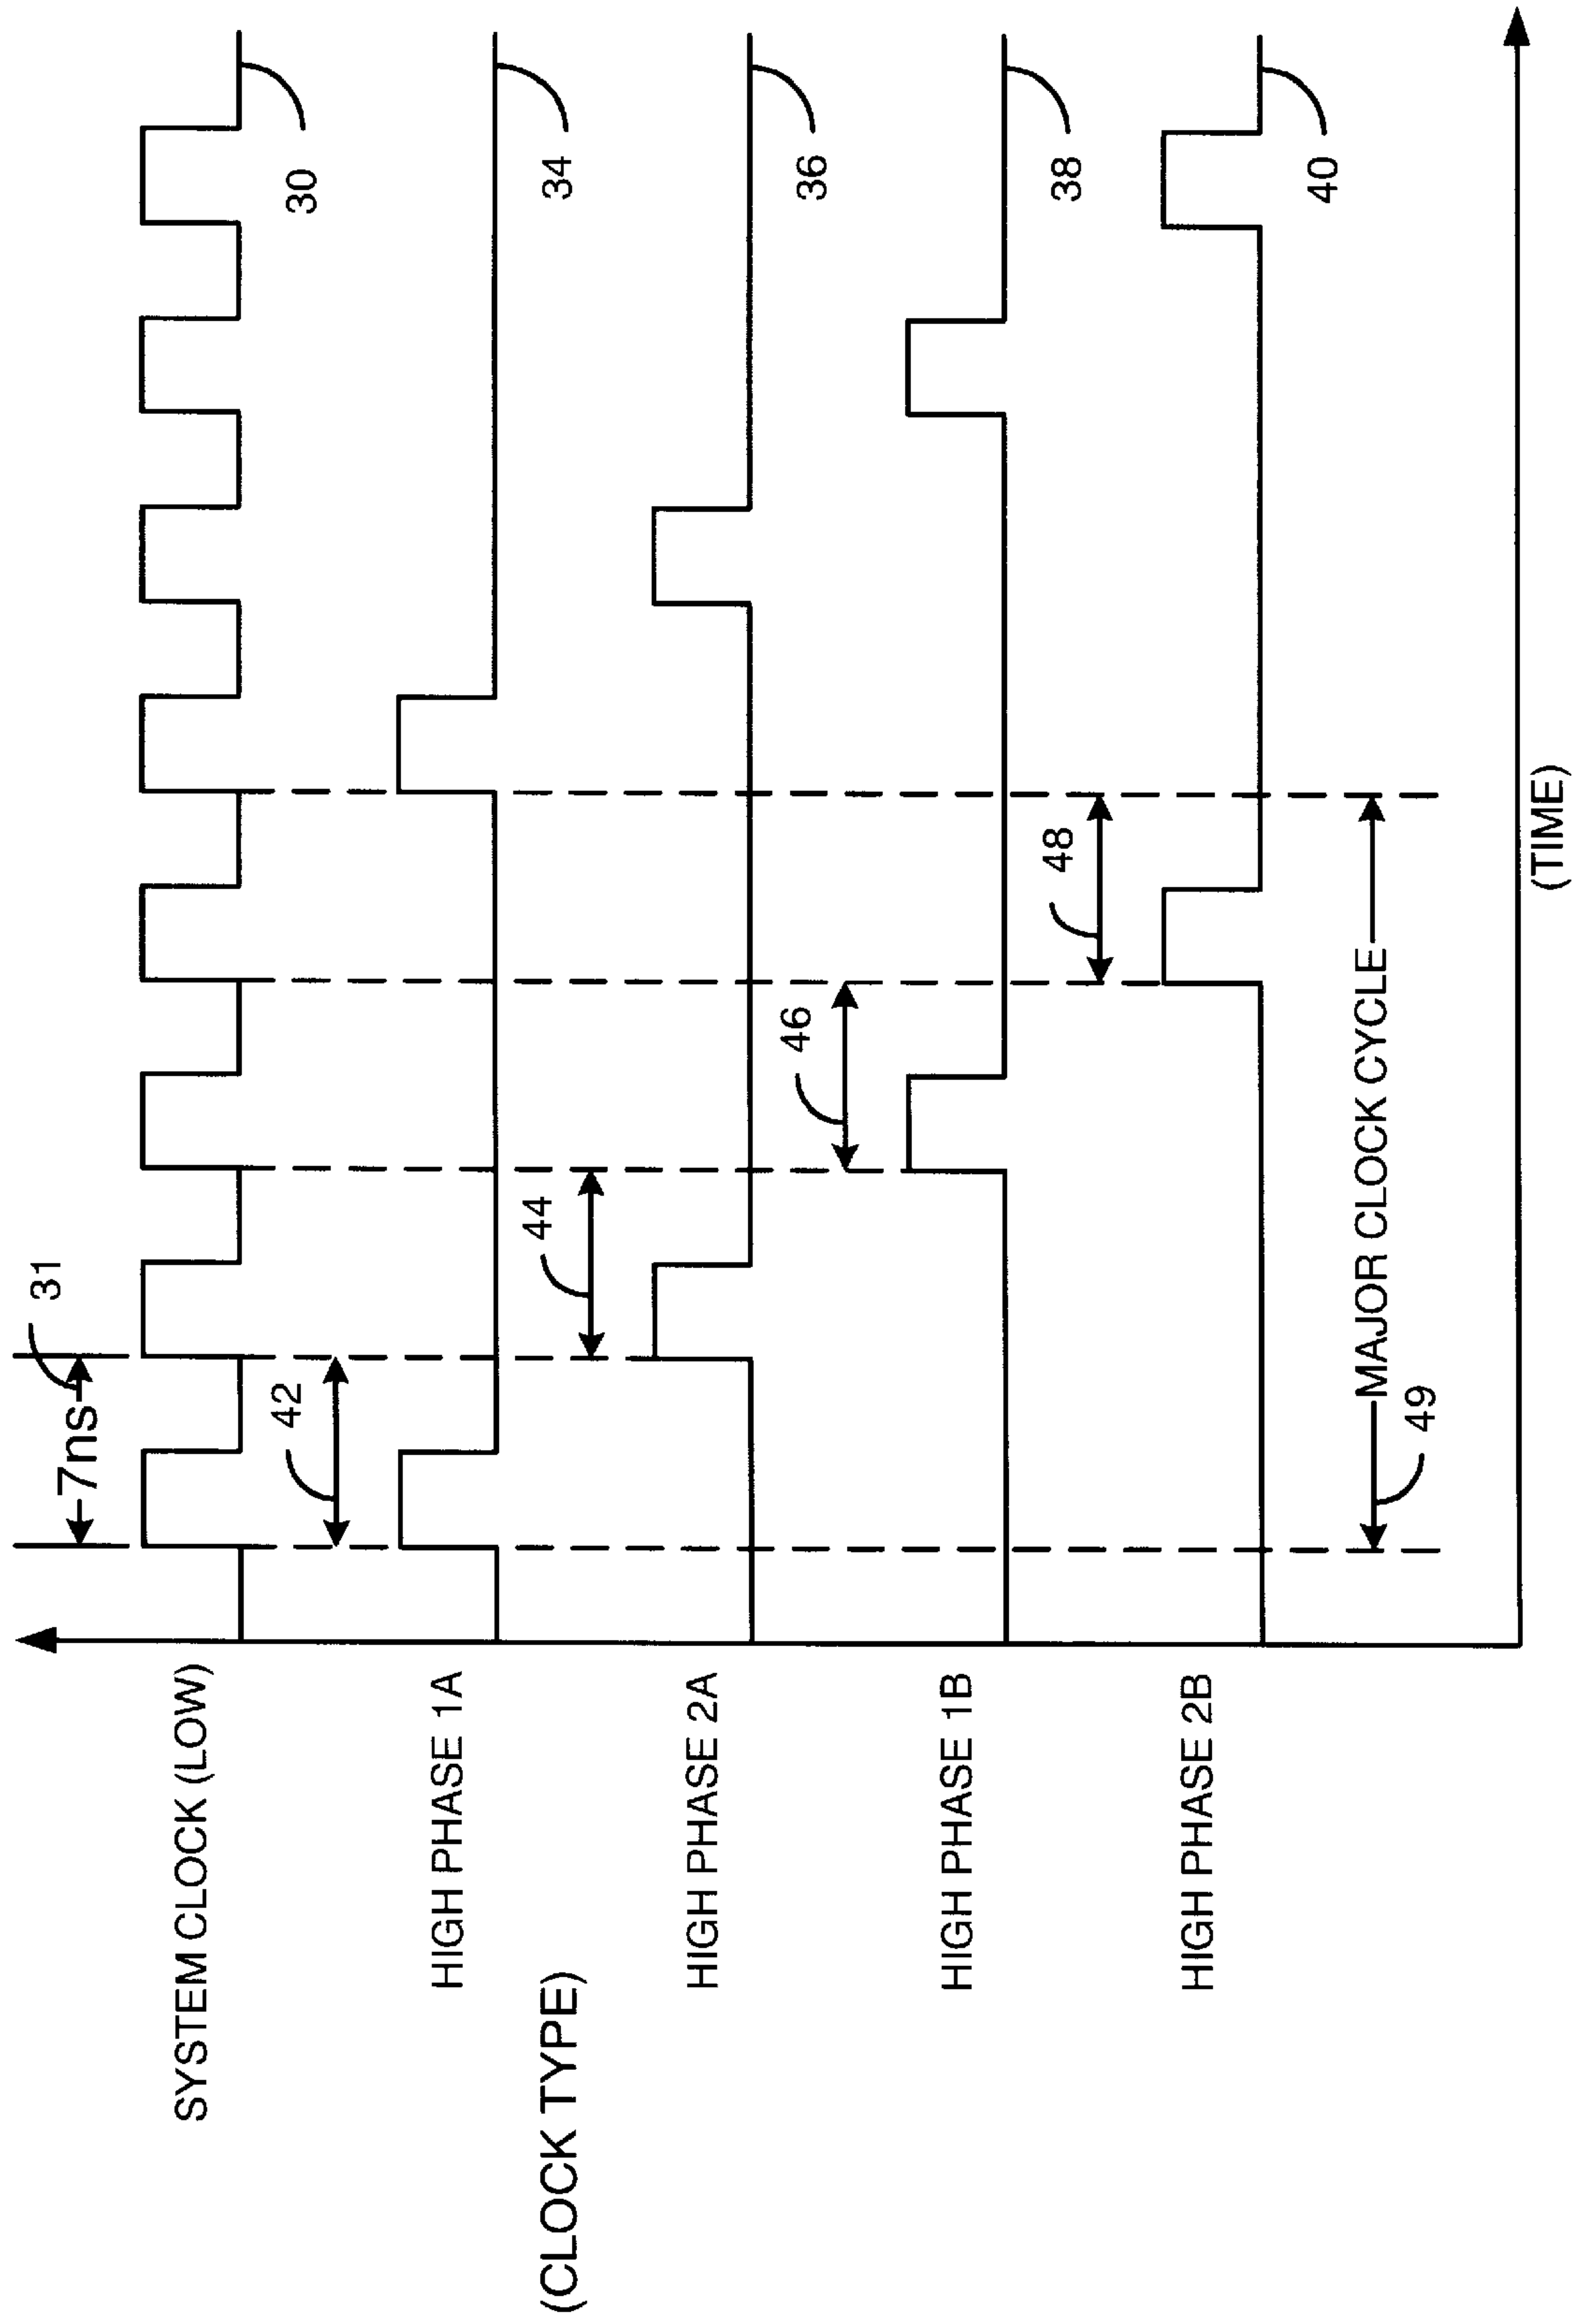 31
7ns
SYSTEM CLOCK (LOW)
30
42
HIGH PHASE 1A
34
(CLOCK TYPE)
44
HIGH PHASE 2A
36
46
HIGH PHASE 1B
38
48
HIGH PHASE 2B
40
MAJOR CLOCK CYCLE
49
(TIME)